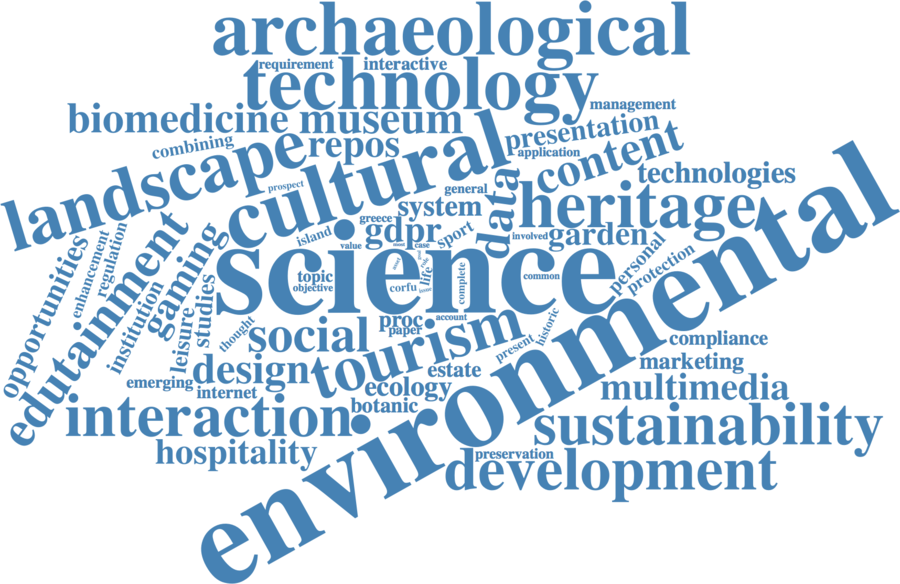 archaeological
requirement
interactive
technology
management
biomedicine
museum
presentation
combining
repos
cultural
application
content
landscape
technologies
prospect
general
data
heritage
system
greece
gdpr
sport
island
value
case
involved
garden
personal
protection
opportunities
enhancement
regulation
edutainment
gaming
science
environmental
topic
objective
life
complete
common
corfu
institution
leisure
studies
thought
social
proc
paper
account
tourism
present
historic
compliance
design
estate
marketing
emerging
internet
ecology
multimedia
botanic
interaction
sustainability
hospitality
preservation
development